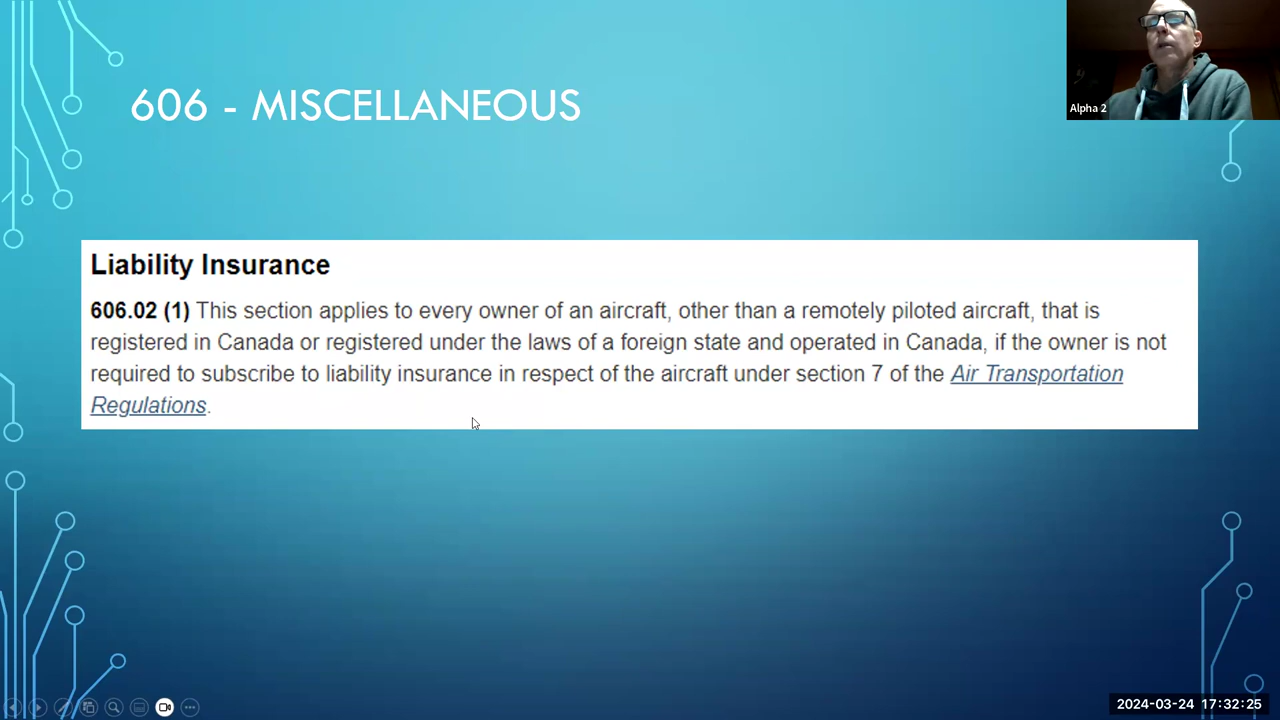 606 - MISCELLANEOUS
Alpha 2
Liability Insurance
606.02 (1) This section applies to every owner of an aircraft, other than a remotely piloted aircraft, that is
registered in Canada or registered under the laws of a foreign state and operated in Canada, if the owner is not
required to subscribe to liability insurance in respect of the aircraft under section 7 of the Air Transportation
Regulations.
2024-03-24 17:32:25